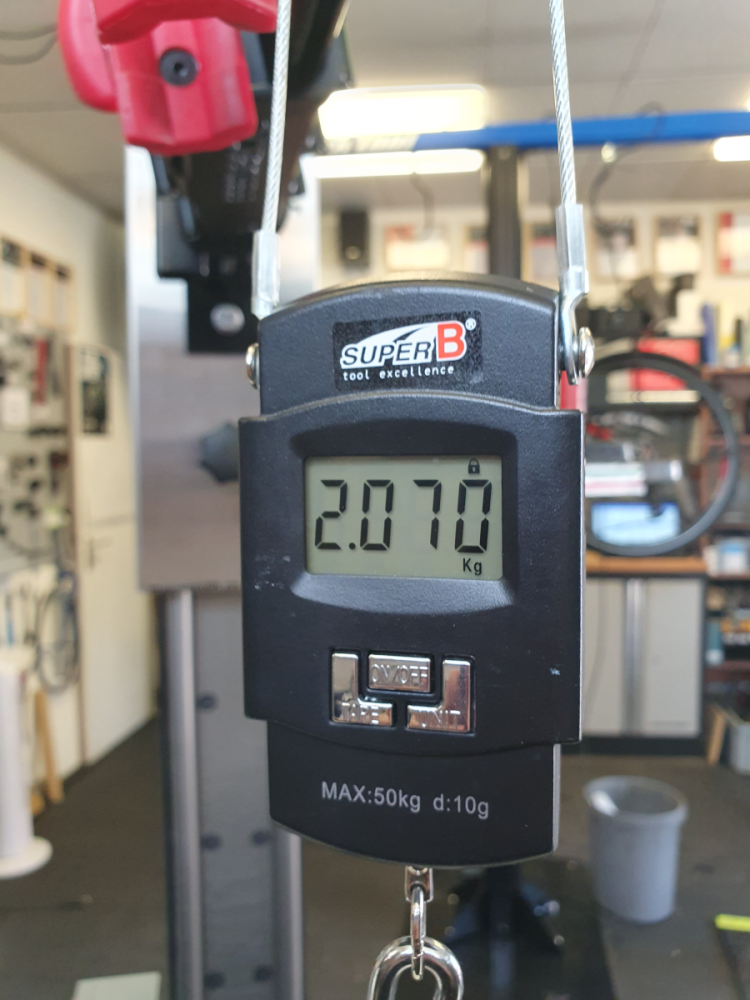 SUPER B®
tool excellence
2.070
Kg
ON/OFF
TARE UNIT
MAX:50kg d:10g